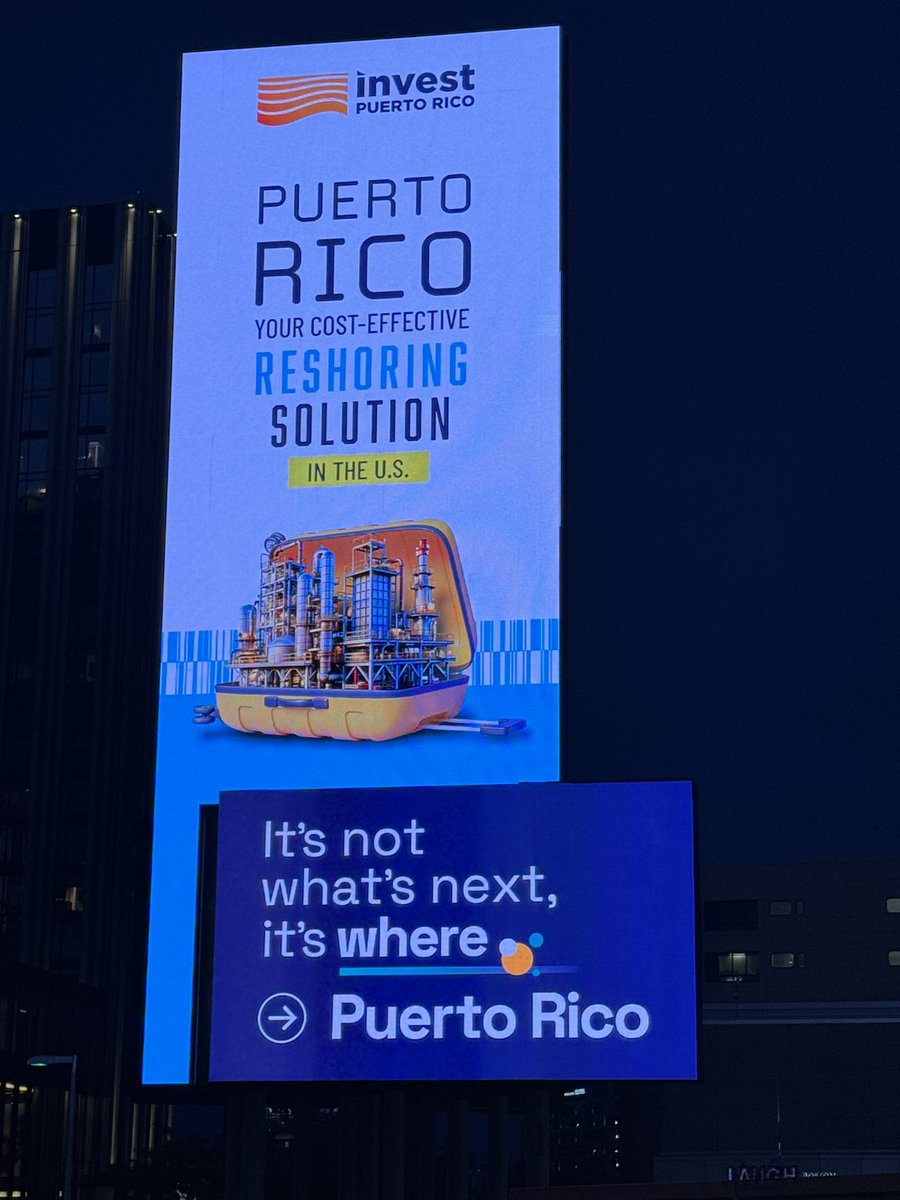 invest
PUERTO RICO
PUERTO
RICO
YOUR COST-EFFECTIVE
RESHORING
SOLUTION
IN THE U.S.
It's not
what's next,
it's where
Puerto Rico
LAUGH